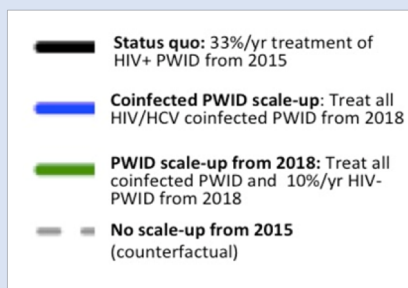 Status quo: 33%/yr treatment of
HIV+ PWID from 2015
Coinfected PWID scale-up: Treat all
HIV/HCV coinfected PWID from 2018
PWID scale-up from 2018: Treat all
coinfected PWID and 10%/yr HIV-
PWID from 2018
No scale-up from 2015
(counterfactual)